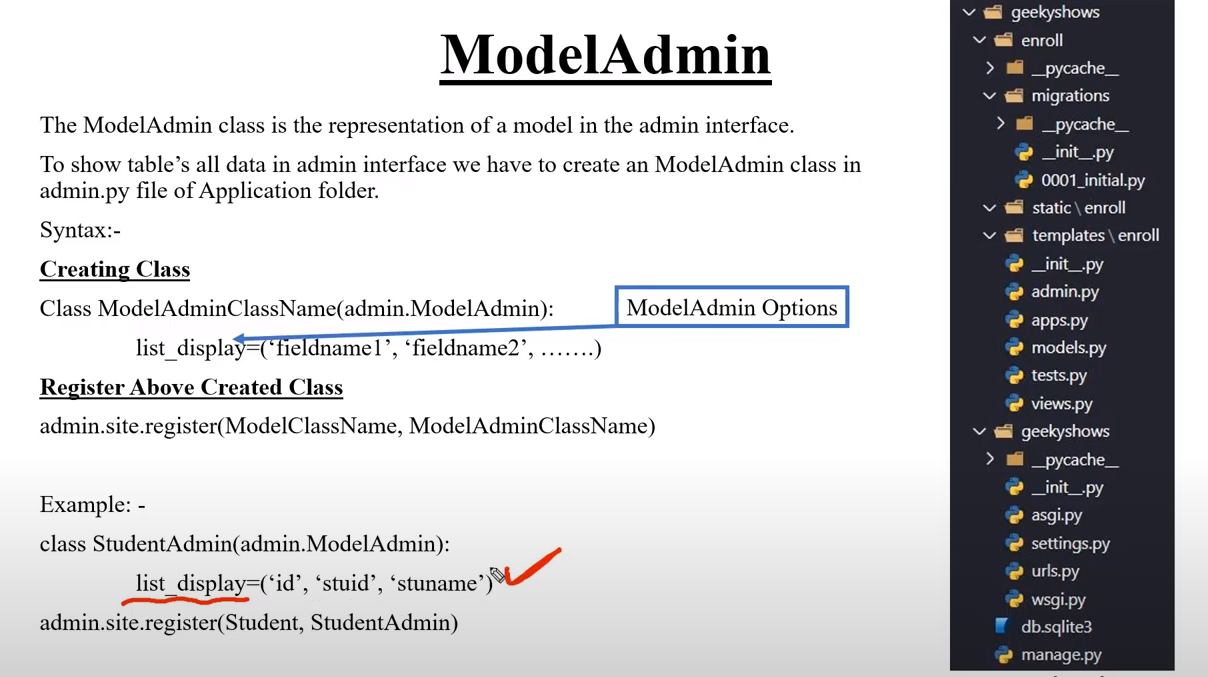 ModelAdmin
The ModelAdmin class is the representation of a model in the admin interface.
To show table’s all data in admin interface we have to create an ModelAdmin class in
admin.py file of Application folder.
Syntax:-
Creating Class
Class ModelAdminClassName(admin.ModelAdmin):
ModelAdmin Options
list_display=(‘fieldname1’, ‘fieldname2’, …….)
Register Above Created Class
admin.site.register(ModelClassName, ModelAdminClassName)
Example: -
class StudentAdmin(admin.ModelAdmin):
list_display=(‘id’, ‘stuid’, ‘stuname’)
admin.site.register(Student, StudentAdmin)
geekyshows
enroll
__pycache__
migrations
__pycache__
__init__.py
0001_initial.py
static \ enroll
templates \ enroll
__init__.py
admin.py
apps.py
models.py
tests.py
views.py
geekyshows
__pycache__
__init__.py
asgi.py
settings.py
urls.py
wsgi.py
db.sqlite3
manage.py